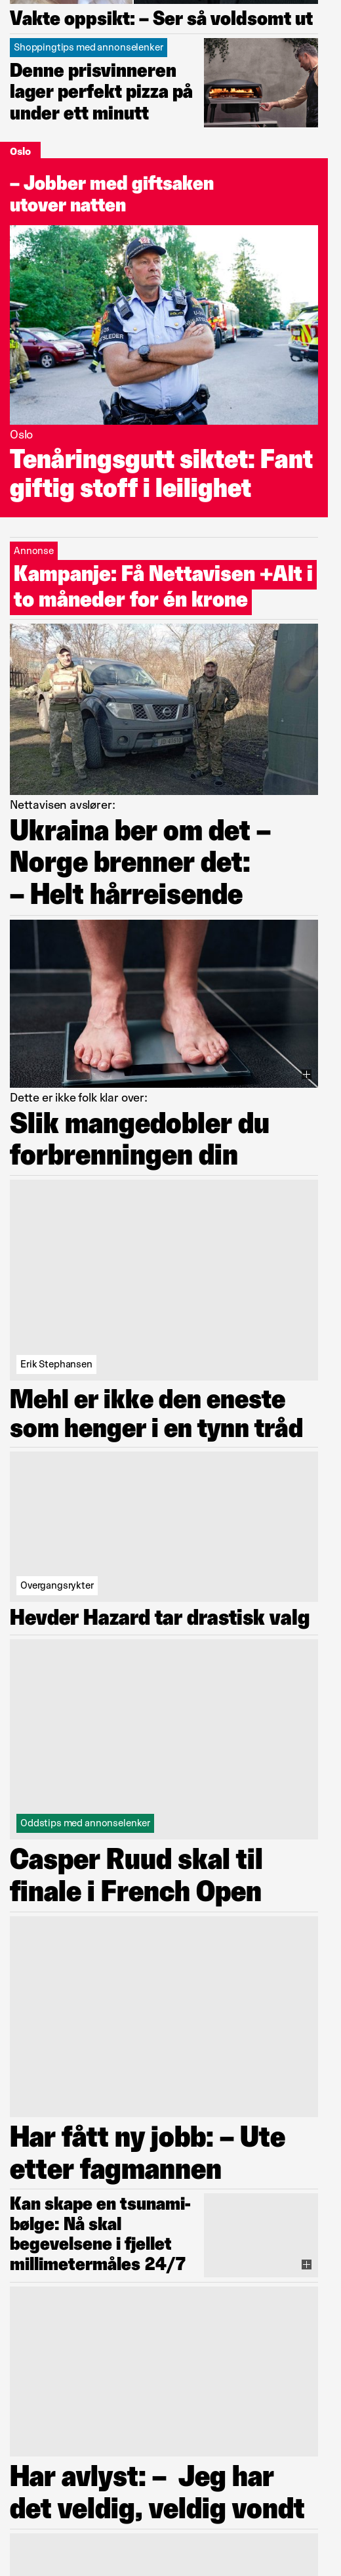 Vakte oppsikt: – Ser så voldsomt ut
Shoppingtips med annonselenker
Denne prisvinneren
lager perfekt pizza på
under ett minutt
Oslo
– Jobber med giftsaken
utover natten
Oslo
Tenåringsgutt siktet: Fant
giftig stoff i leilighet
Annonse
Kampanje: Få Nettavisen +Alt i
to måneder for én krone
Nettavisen avslører:
Ukraina ber om det –
Norge brenner det:
– Helt hårreisende
Dette er ikke folk klar over:
Slik mangedobler du
forbrenningen din
Erik Stephansen
Mehl er ikke den eneste
som henger i en tynn tråd
Overgangsrykter
Hevder Hazard tar drastisk valg
Oddstips med annonselenker
Casper Ruud skal til
finale i French Open
Har fått ny jobb: – Ute
etter fagmannen
Kan skape en tsunami-
bølge: Nå skal
begevelsene i fjellet
millimetermåles 24/7
Har avlyst: – Jeg har
det veldig, veldig vondt